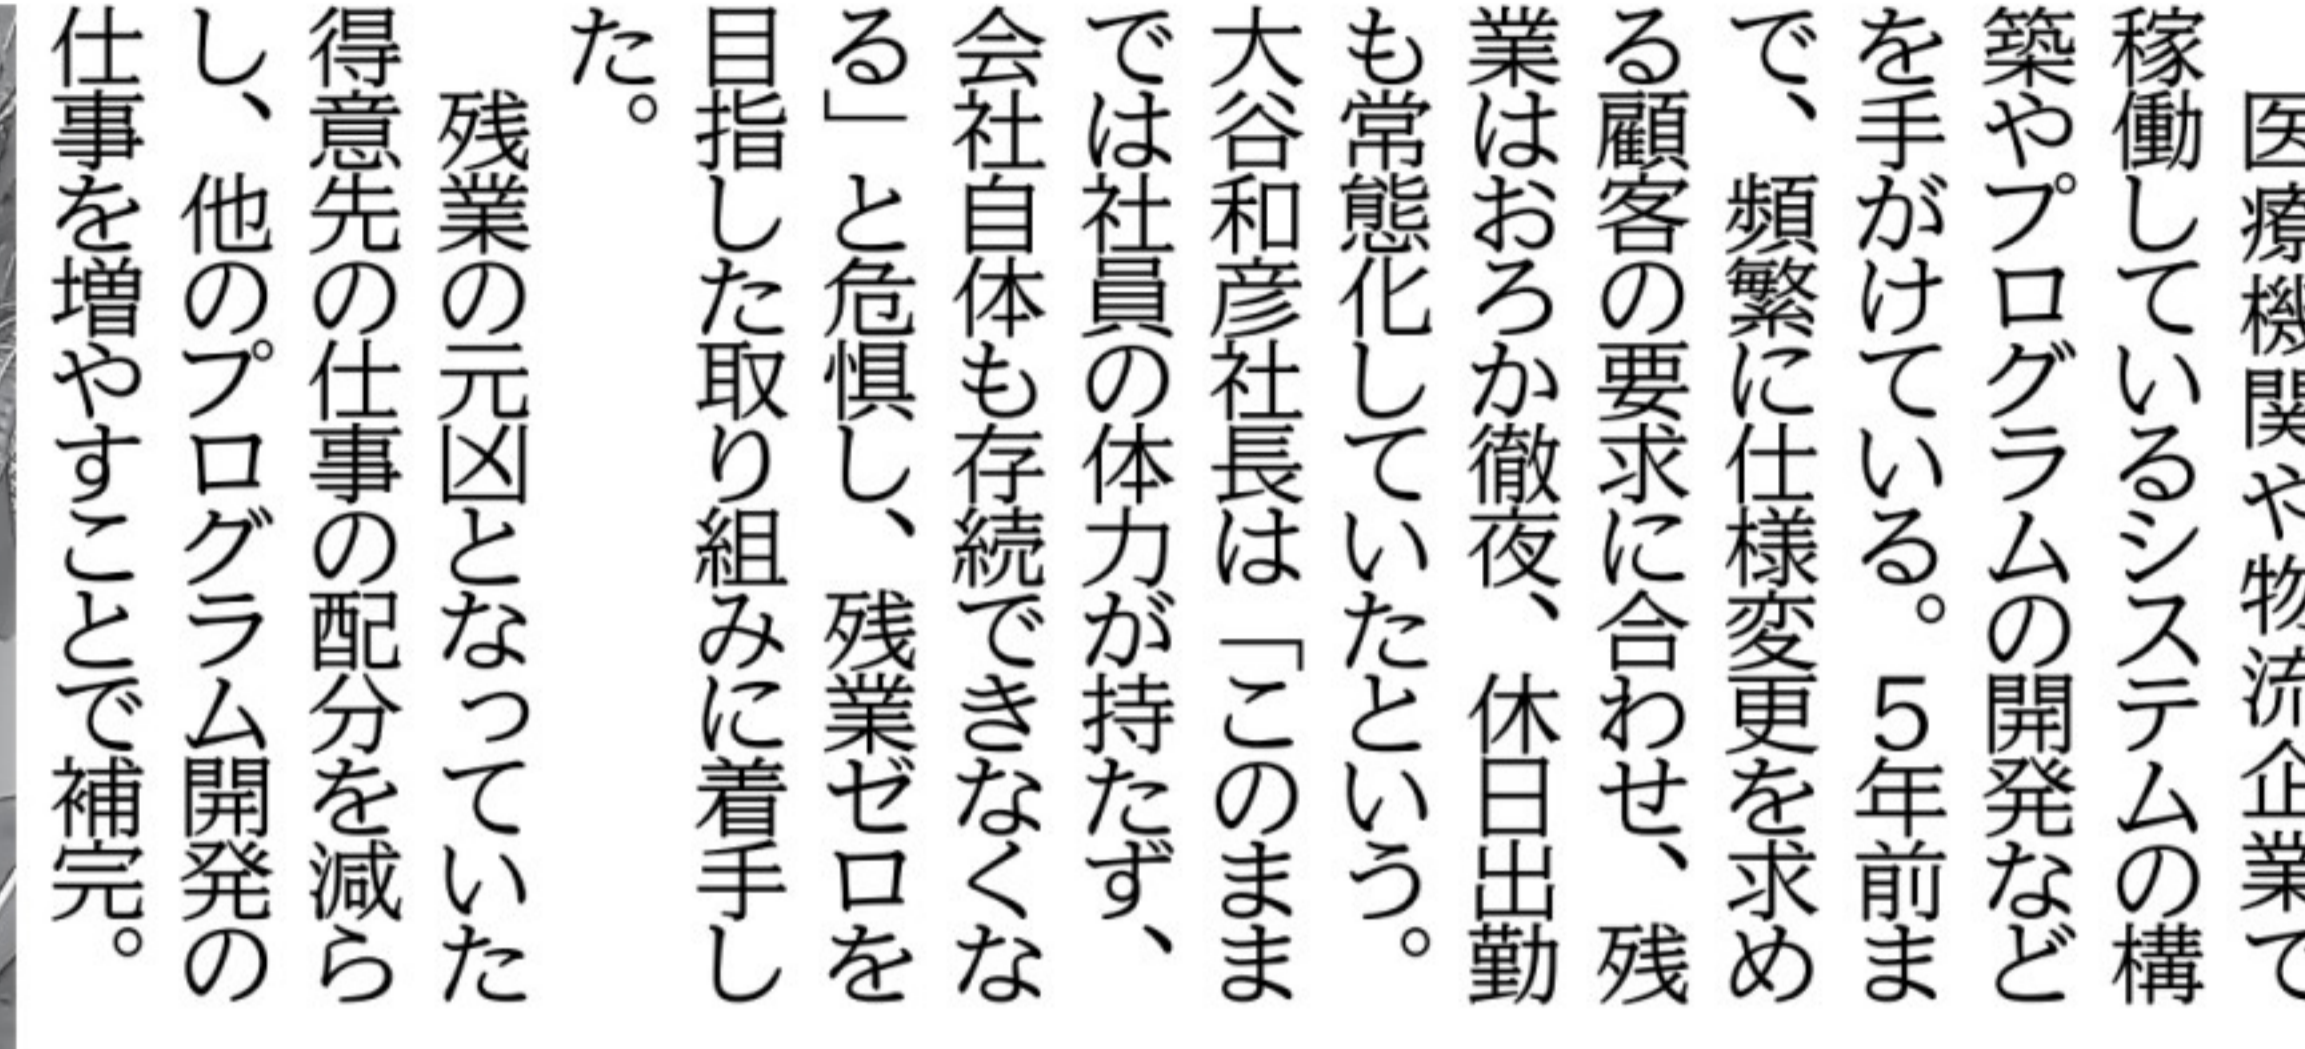 医療機関や物流企業で
稼働しているシステムの構
築やプログラムの開発など
を手がけている。５年前ま
で、頻繁に仕様変更を求め
る顧客の要求に合わせ、残
業はおろか徹夜、休日出勤
も常態化していたという。
大谷和彦社長は「このまま
では社員の体力が持たず、
会社自体も存続できなくな
る」と危惧し、残業ゼロを
目指した取り組みに着手し
た。
残業の元凶となっていた
得意先の仕事の配分を減ら
し、他のプログラム開発の
仕事を増やすことで補完。